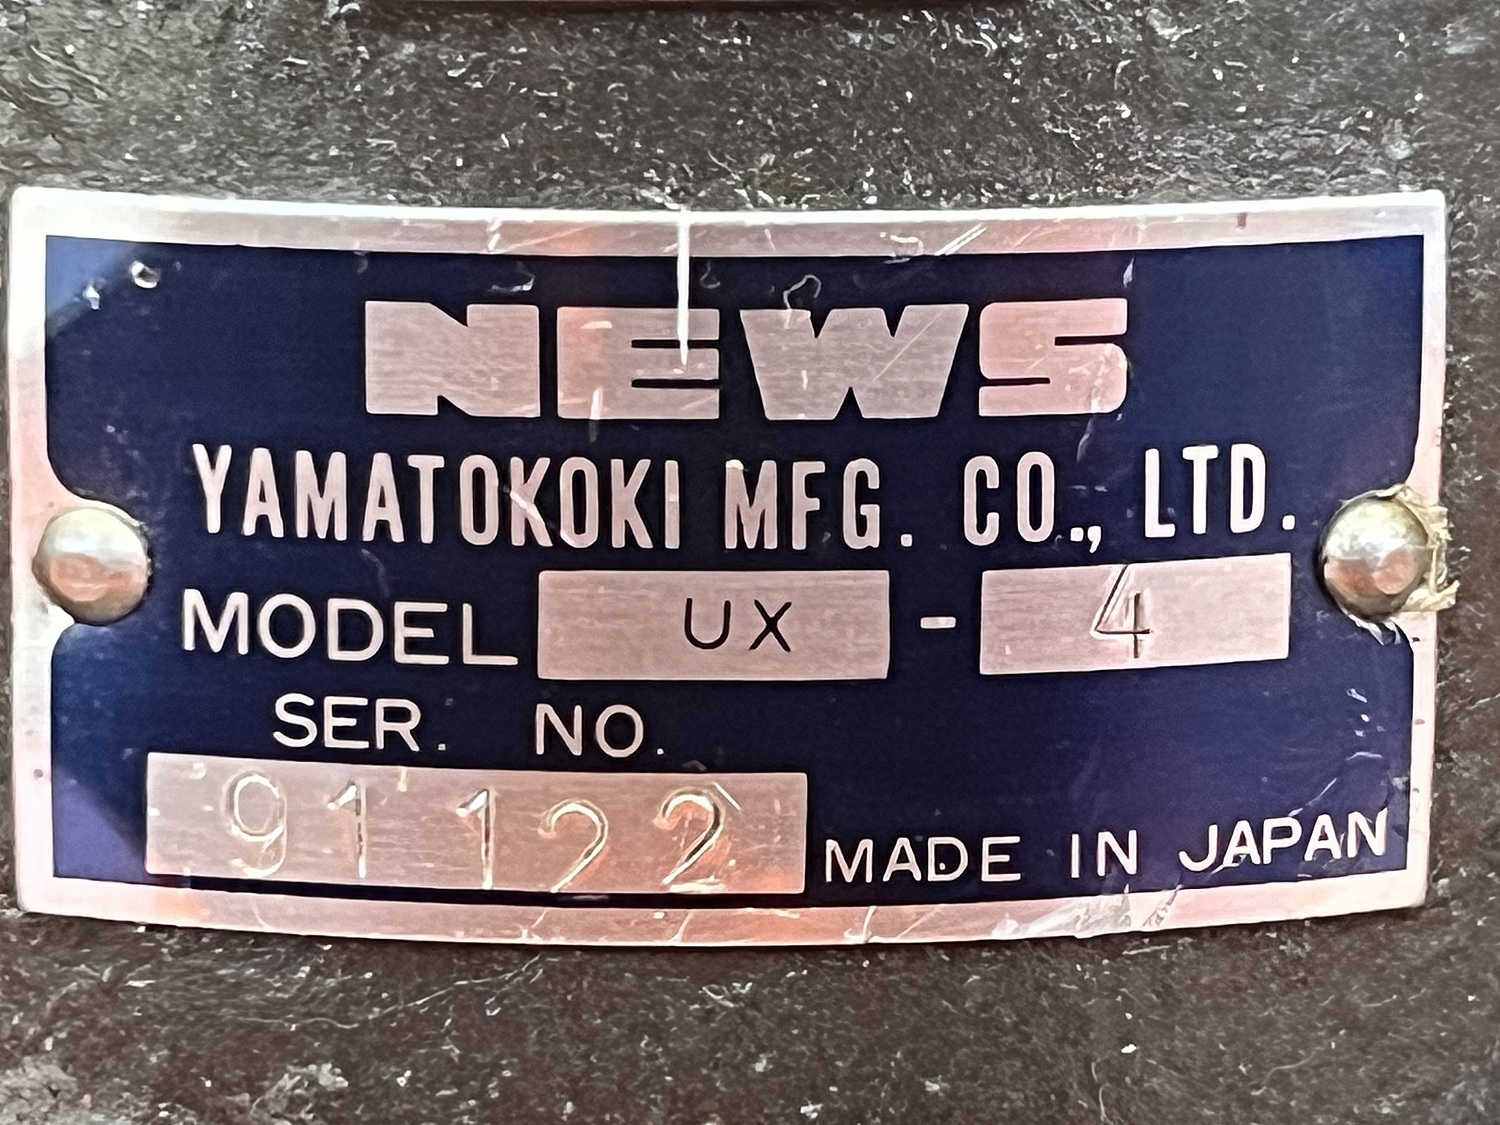 NEWS
YAMATOKOKI MFG. CO., LTD.
MODEL UX - 4
SER. NO.
91122
MADE IN JAPAN